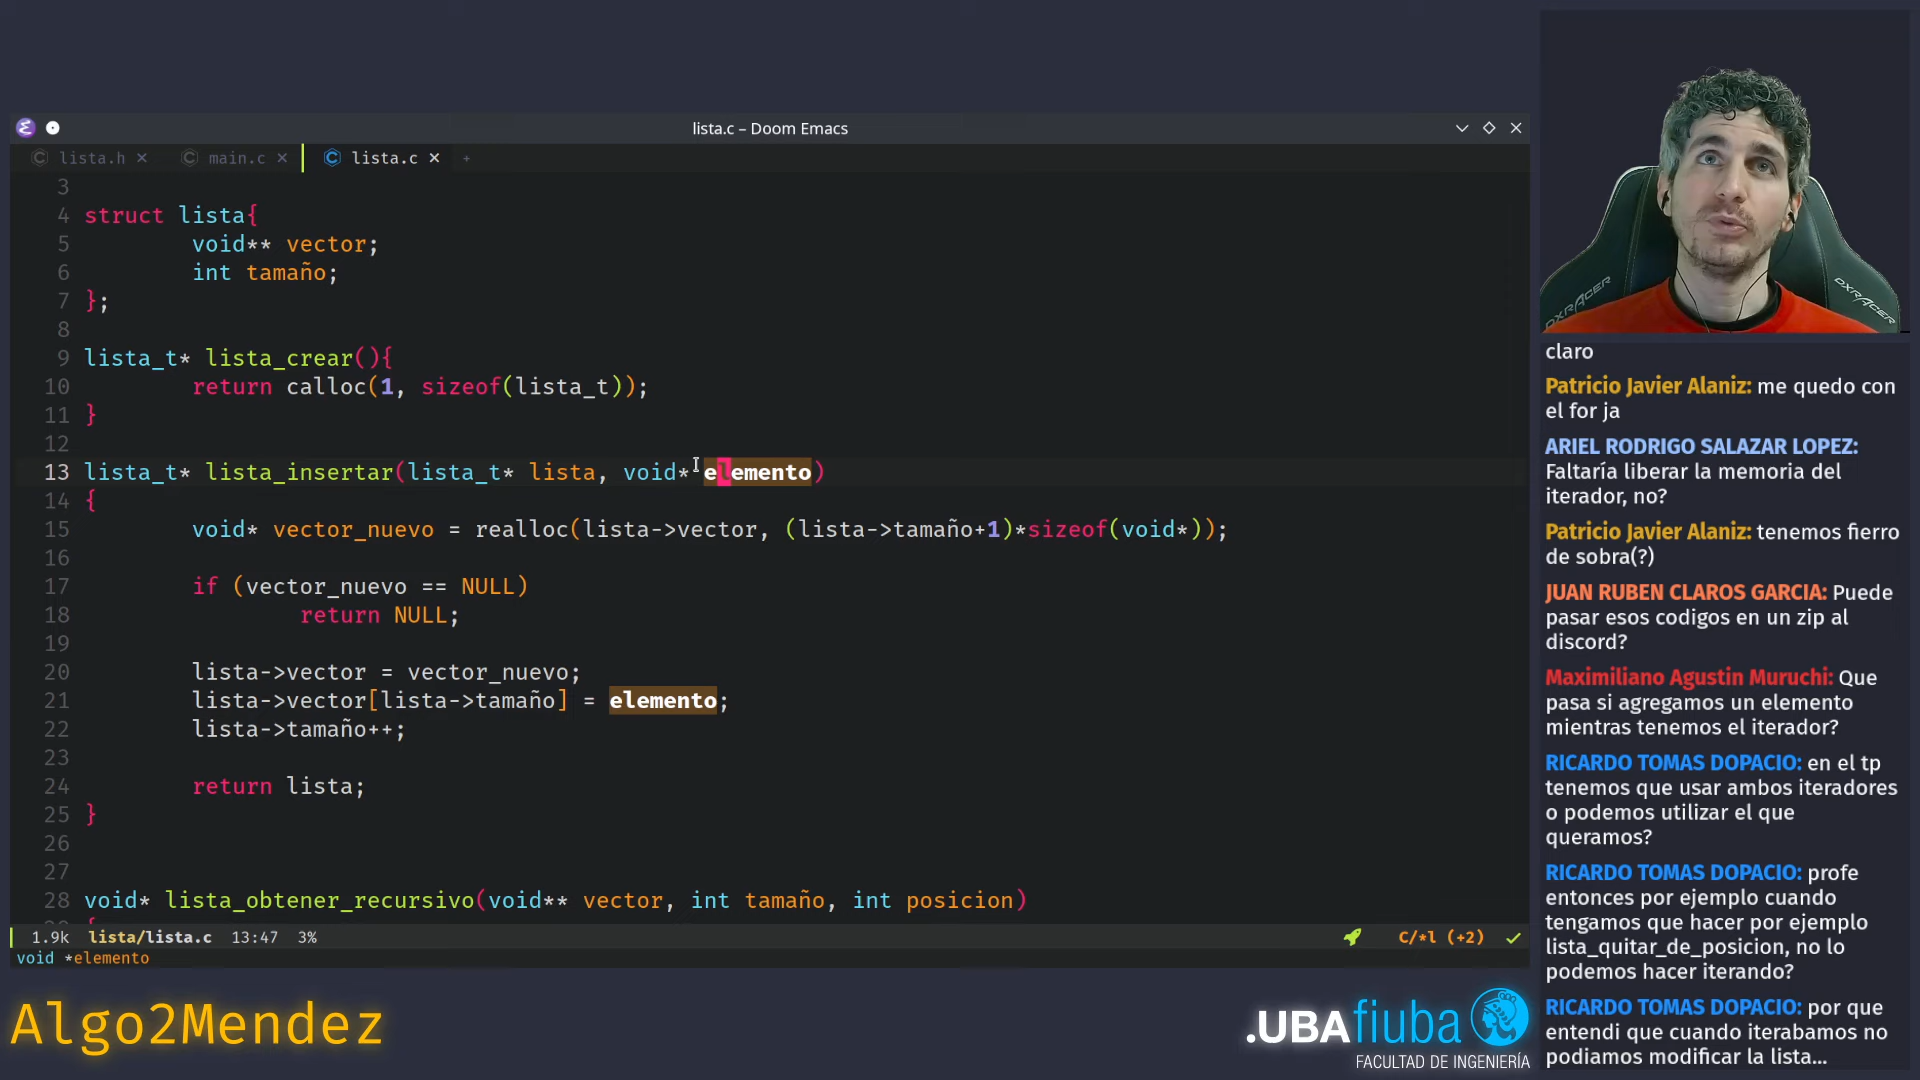 lista.c – Doom Emacs
lista.h
main.c
lista.c
+
3
4 struct lista{
5 void** vector;
6 int tamaño;
7 };
8
9 lista_t* lista_crear(){
10 return calloc(1, sizeof(lista_t));
11 }
12
13 lista_t* lista_insertar(lista_t* lista, void* elemento)
14 {
15 void* vector_nuevo = realloc(lista->vector, (lista->tamaño+1)*sizeof(void*));
16
17 if (vector_nuevo == NULL)
18 return NULL;
19
20 lista->vector = vector_nuevo;
21 lista->vector[lista->tamaño] = elemento;
22 lista->tamaño++;
23
24 return lista;
25 }
26
27
28 void* lista_obtener_recursivo(void** vector, int tamaño, int posicion)
29 {
1.9k lista/lista.c 13:47 3%
C/*l (+2)
void *elemento
Algo2Mendez
.UBAfiuba
FACULTAD DE INGENIERÍA
DXRACER
DXRACER
claro
Patricio Javier Alaniz: me quedo con
el for ja
ARIEL RODRIGO SALAZAR LOPEZ:
Faltaría liberar la memoria del
iterador, no?
Patricio Javier Alaniz: tenemos fierro
de sobra(?)
JUAN RUBEN CLAROS GARCIA: Puede
pasar esos codigos en un zip al
discord?
Maximiliano Agustin Muruchi: Que
pasa si agregamos un elemento
mientras tenemos el iterador?
RICARDO TOMAS DOPACIO: en el tp
tenemos que usar ambos iteradores
o podemos utilizar el que
queramos?
RICARDO TOMAS DOPACIO: profe
entonces por ejemplo cuando
tengamos que hacer por ejemplo
lista_quitar_de_posicion, no lo
podemos hacer iterando?
RICARDO TOMAS DOPACIO: por que
entendi que cuando iterabamos no
podiamos modificar la lista...